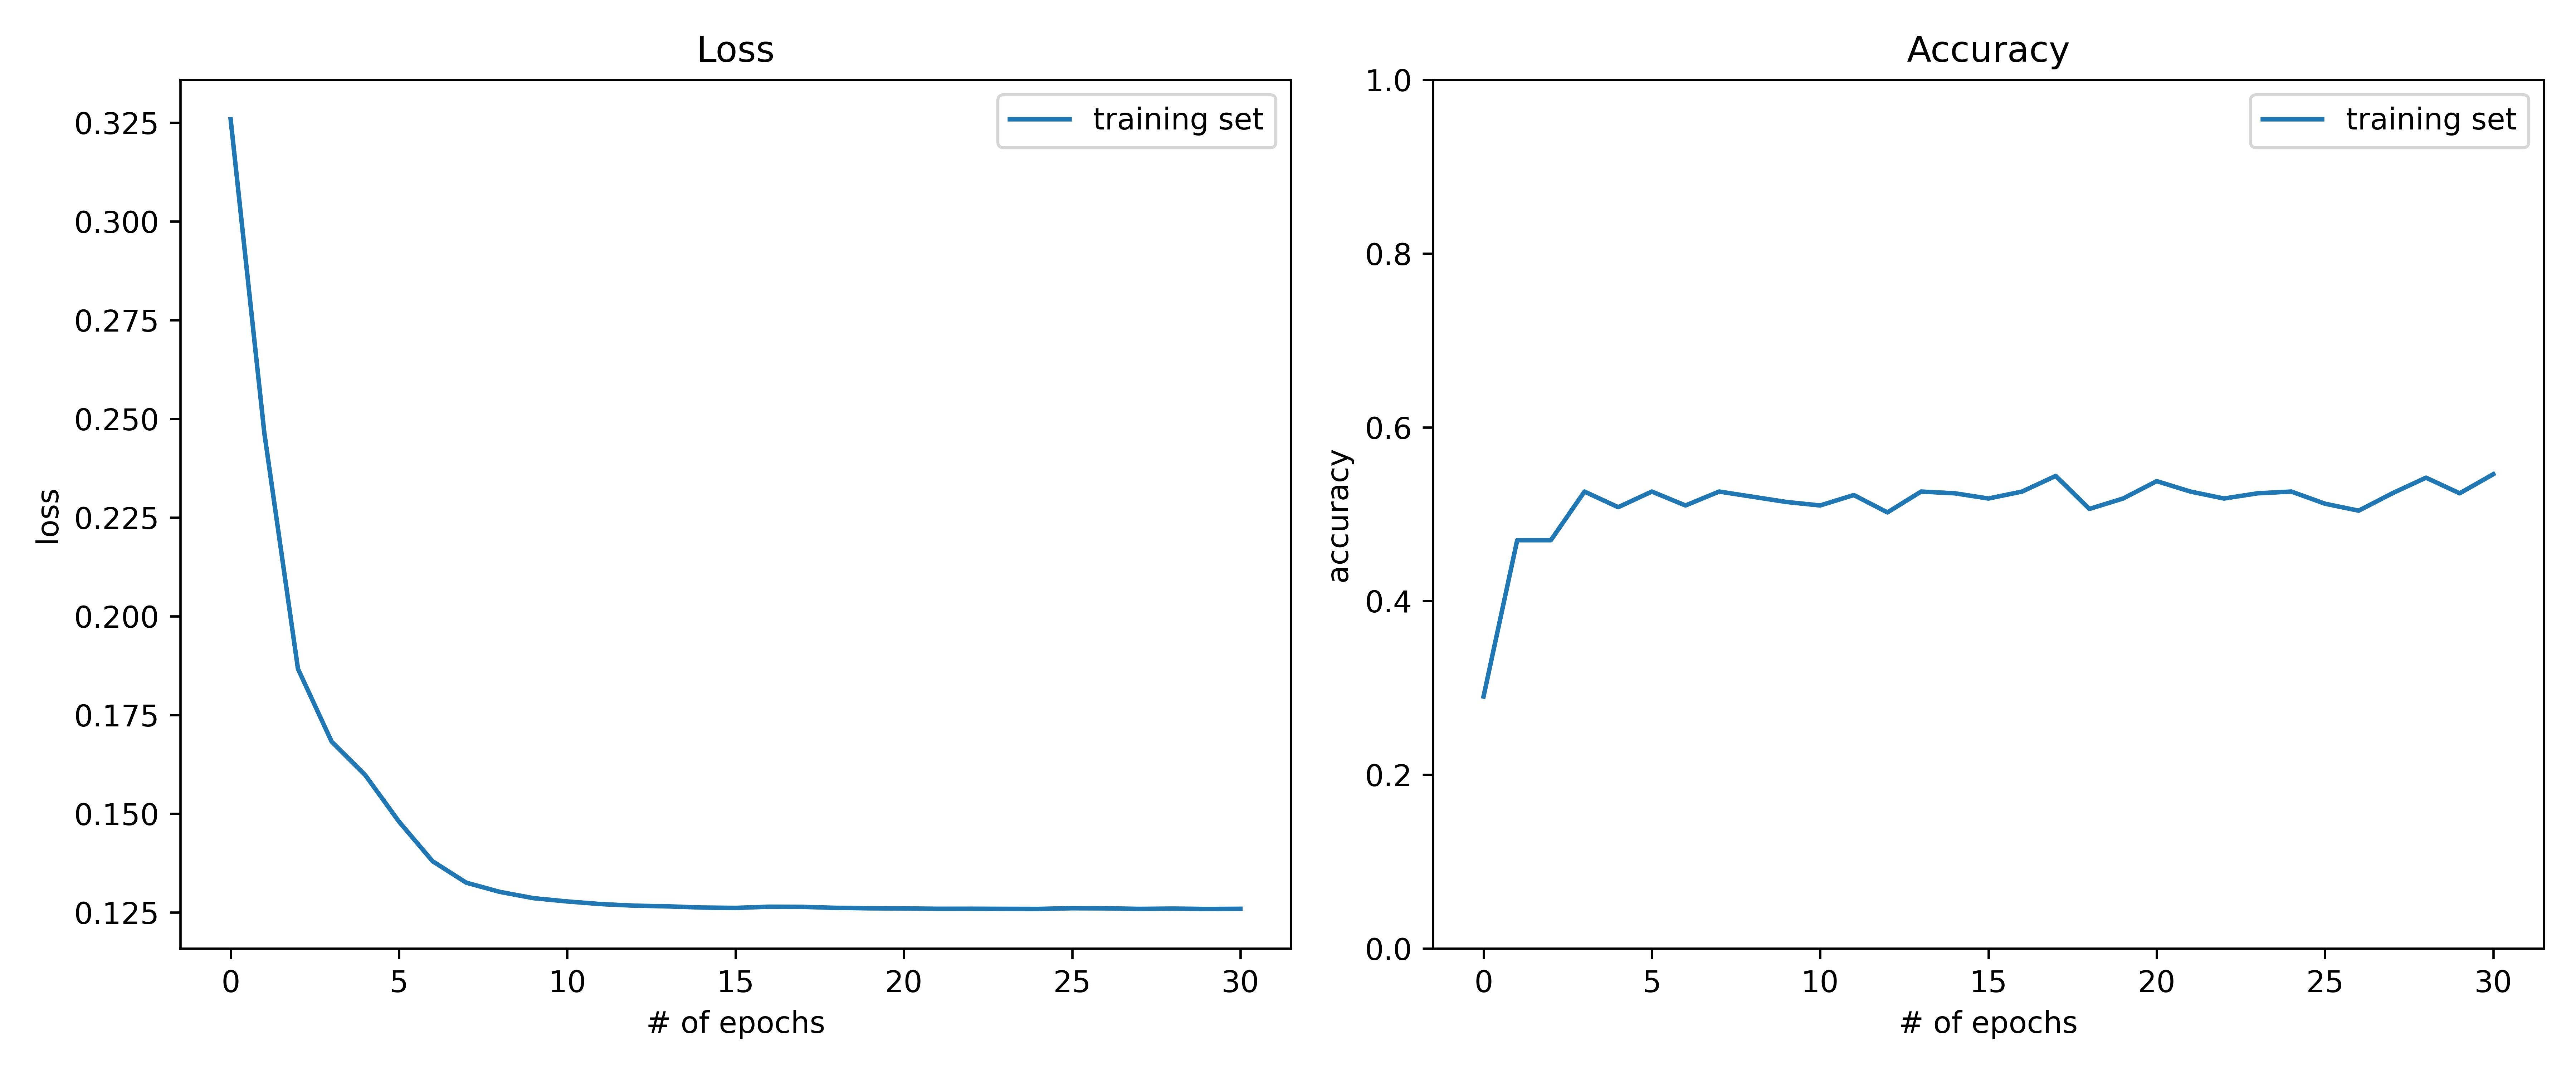 Loss
training set
0.325
0.300
0.275
0.250
0.225
0.200
0.175
0.150
0.125
loss
0 5 10 15 20 25 30
# of epochs
Accuracy
training set
1.0
0.8
0.6
0.4
0.2
0.0
accuracy
0 5 10 15 20 25 30
# of epochs